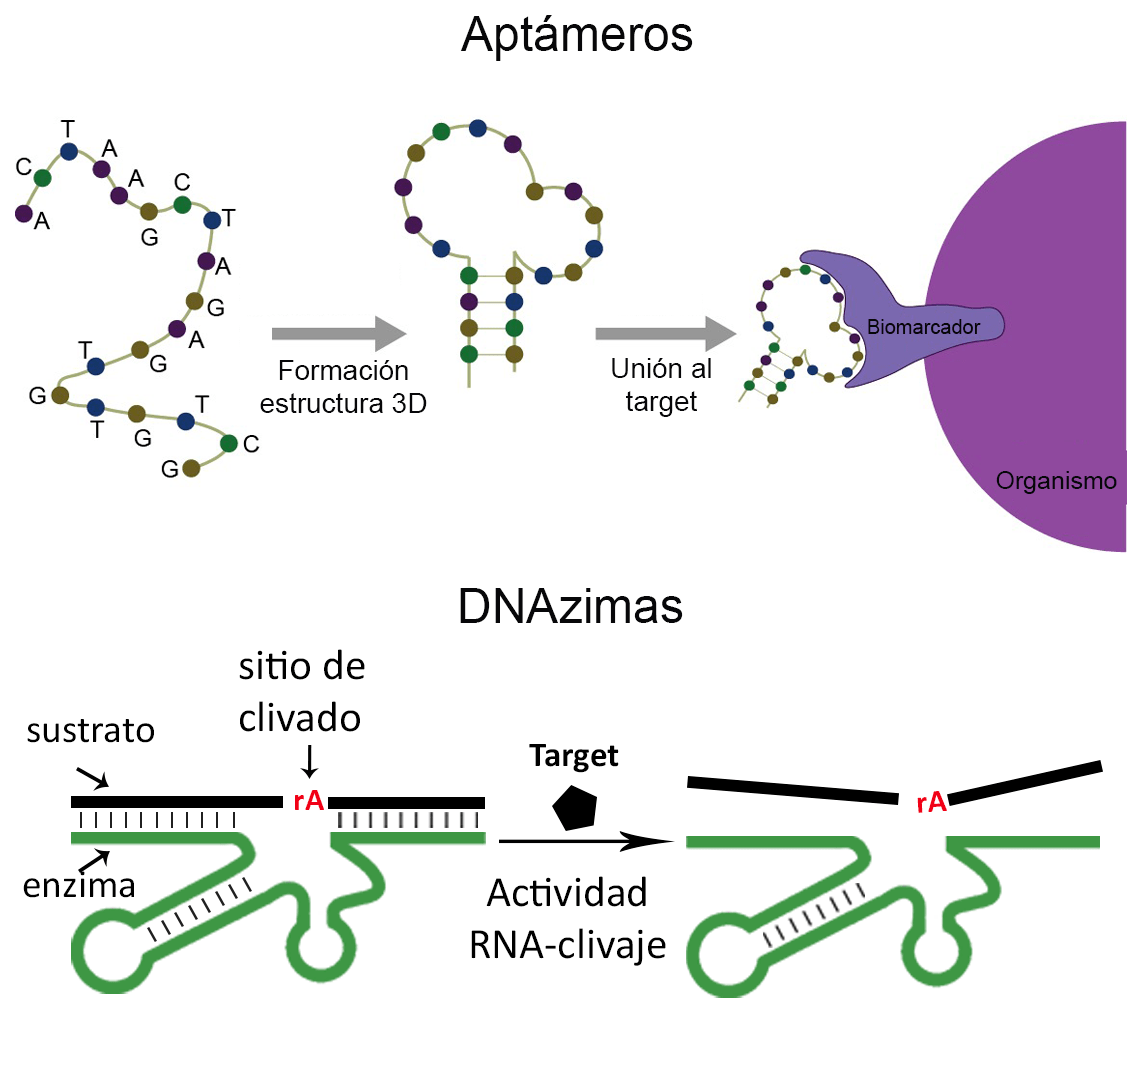 Aptámeros
A
C
T
A
A
G
C
T
A
G
A
G
T
G
T
G
T
C
G
Formación
estructura 3D
Unión al
target
Biomarcador
Organismo
DNAzimas
sustrato
sitio de
clivado
rA
enzima
Target
Actividad
RNA-clivaje
rA